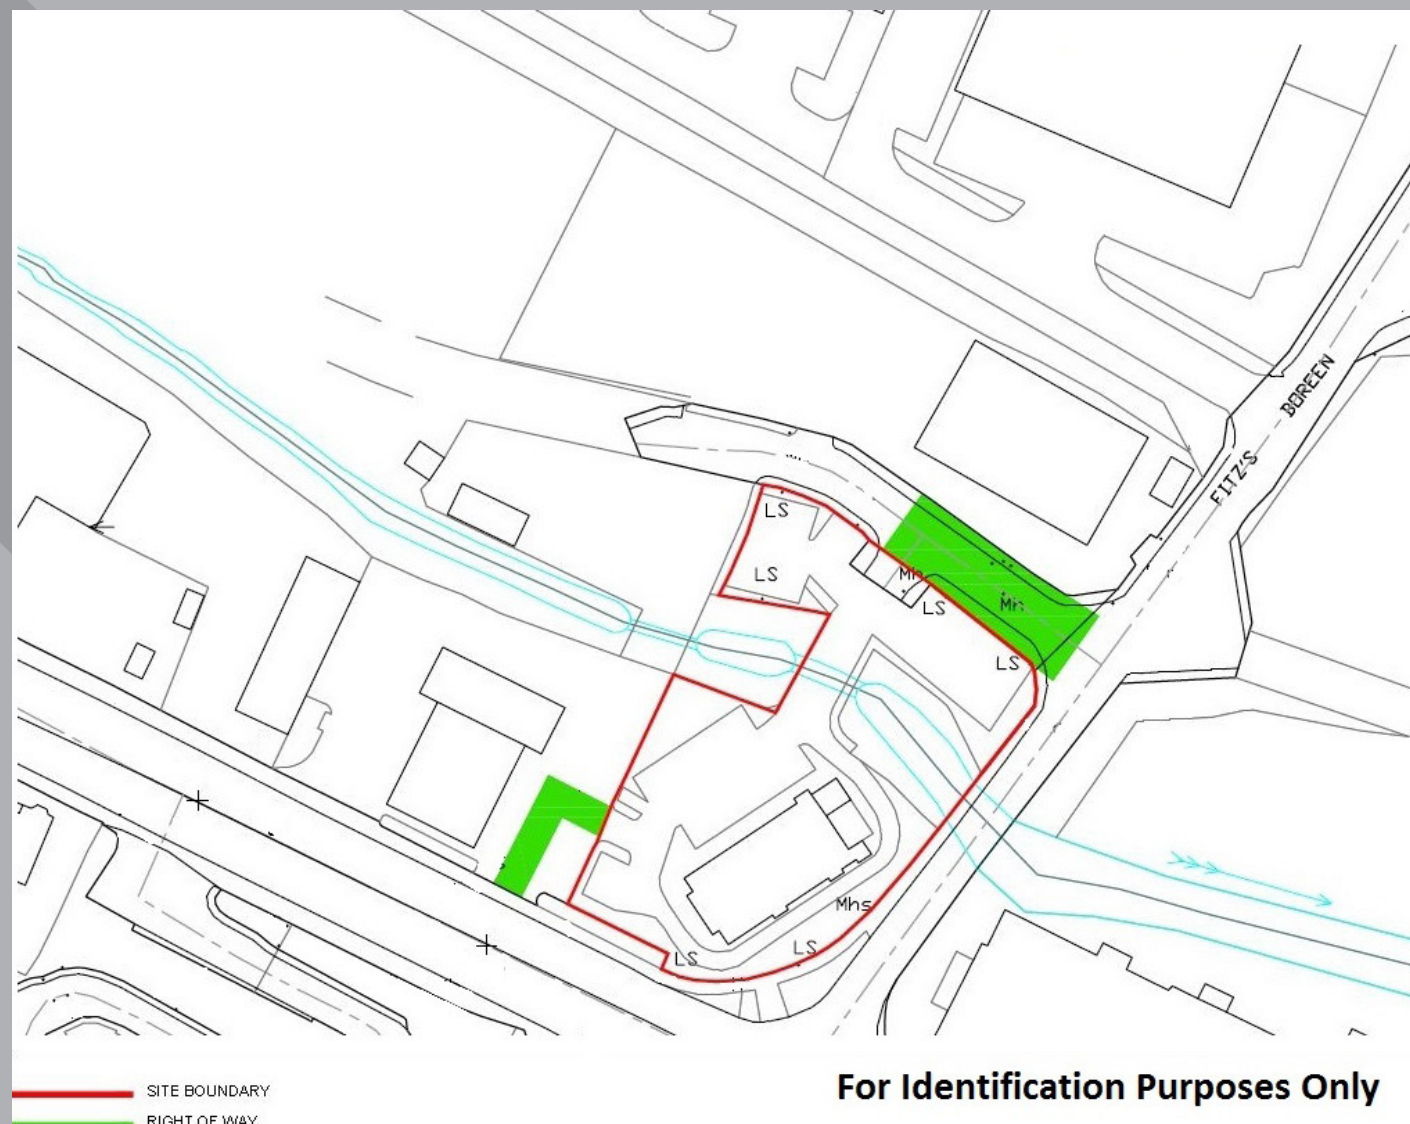 BOREEN
FITZ'S
LS
LS
Mh
LS
Mh
LS
Mhs
LS
LS
For Identification Purposes Only
SITE BOUNDARY
RIGHT OF WAY